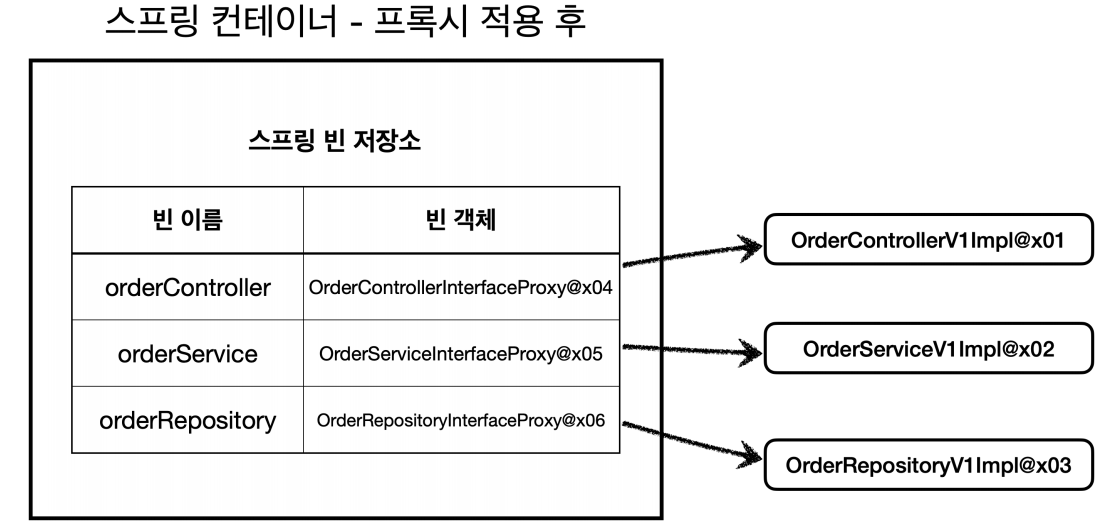 스프링 컨테이너 - 프록시 적용 후
스프링 빈 저장소
빈 이름 빈 객체
orderController OrderControllerInterfaceProxy@x04
orderService OrderServiceInterfaceProxy@x05
orderRepository OrderRepositoryInterfaceProxy@x06
OrderControllerV1Impl@x01
OrderServiceV1Impl@x02
OrderRepositoryV1Impl@x03